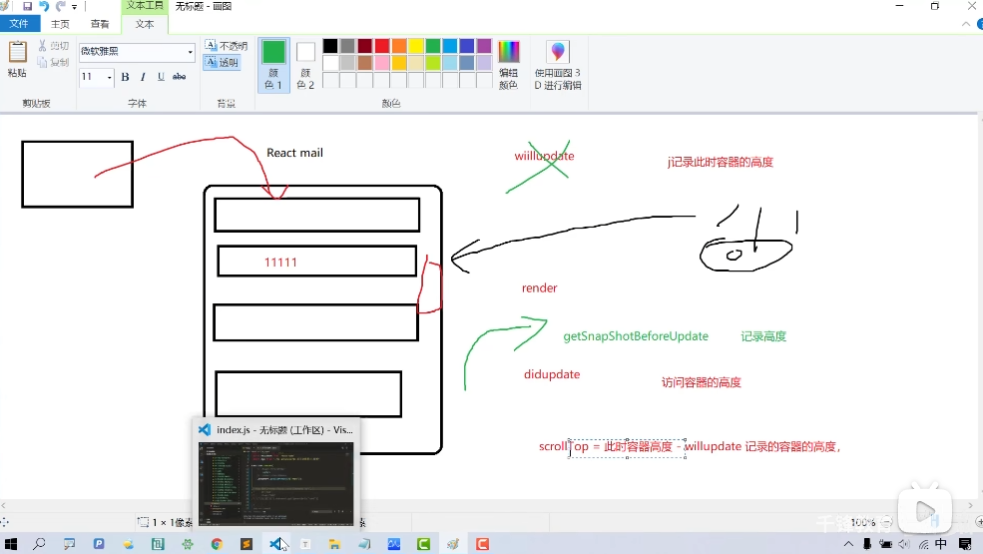 文本工具
无标题 - 画图
文件
主页
查看
文本
粘贴
剪切
复制
剪贴板
微软雅黑
11
B
I
U
abc
字体
A
不透明
A
透明
背景
颜色 1
颜色 2
编辑颜色
颜色
使用画图 3D 进行编辑
React mail
wiillupdate
j记录此时容器的高度
11111
render
getSnapShotBeforeUpdate
记录高度
didupdate
访问容器的高度
scrollTop = 此时容器高度 - willupdate 记录的容器的高度，
index.js - 无标题 (工作区) - Vis...
1 × 1像素
100%
中